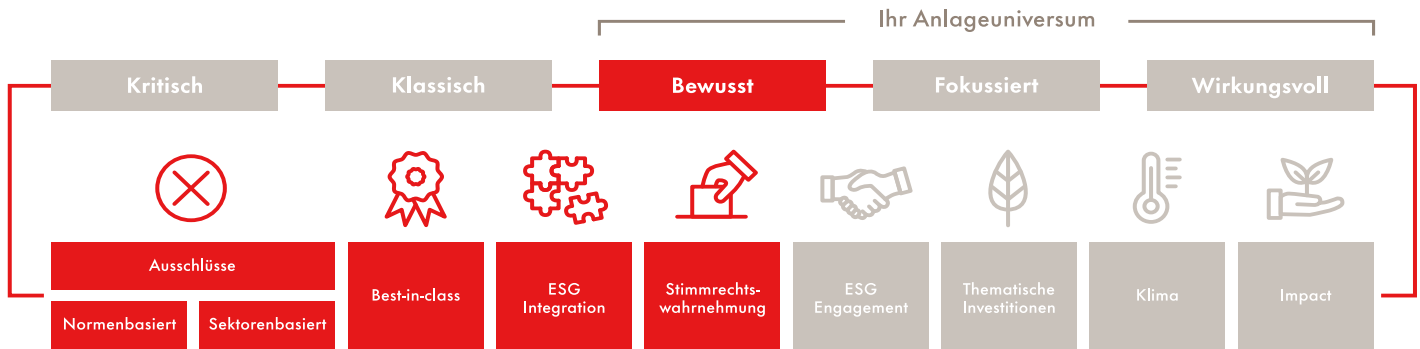 Ihr Anlageuniversum
Kritisch
Klassisch
Bewusst
Fokussiert
Wirkungsvoll
Ausschlüsse
Normenbasiert
Sektorenbasiert
Best-in-class
ESG
Integration
Stimmrechts-
wahrnehmung
ESG
Engagement
Thematische
Investitionen
Klima
Impact